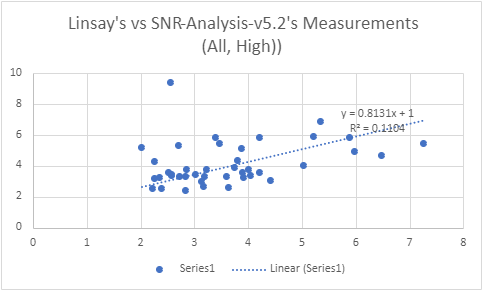 Linsay's vs SNR-Analysis-v5.2's Measurements
(All, High))
10
y = 0.8131x + 1
R² = 0.1104
8
6
4
2
0
0 1 2 3 4 5 6 7 8
Series1 Linear (Series1)